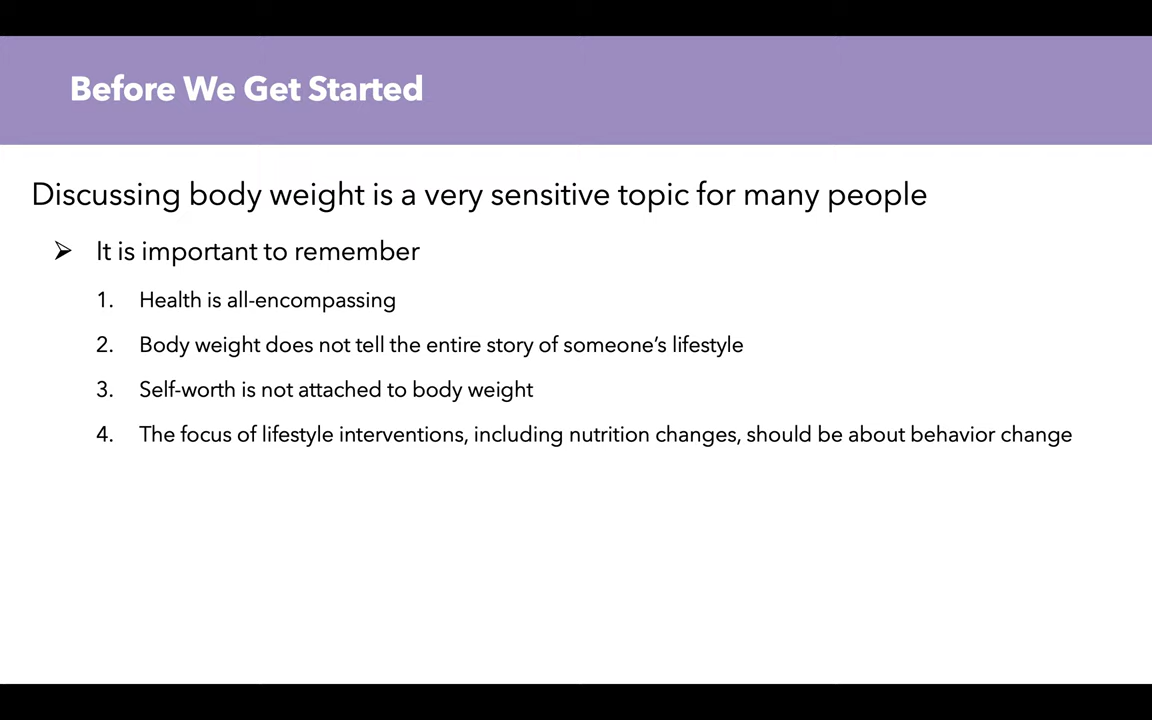 Before We Get Started
Discussing body weight is a very sensitive topic for many people
➢ It is important to remember
1. Health is all-encompassing
2. Body weight does not tell the entire story of someone’s lifestyle
3. Self-worth is not attached to body weight
4. The focus of lifestyle interventions, including nutrition changes, should be about behavior change